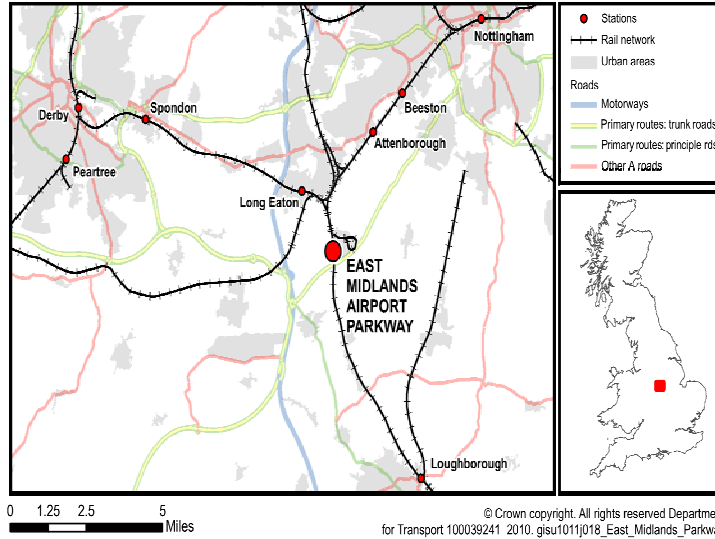 Nottingham
Beeston
Spondon
Derby
Attenborough
Peartree
Long Eaton
EAST
MIDLANDS
AIRPORT
PARKWAY
Loughborough
Stations
Rail network
Urban areas
Roads
Motorways
Primary routes: trunk roads
Primary routes: principle rds
Other A roads
0 1.25 2.5 5
Miles
© Crown copyright. All rights reserved Departme
for Transport 100039241 2010. gisu1011j018_East_Midlands_Parkwa